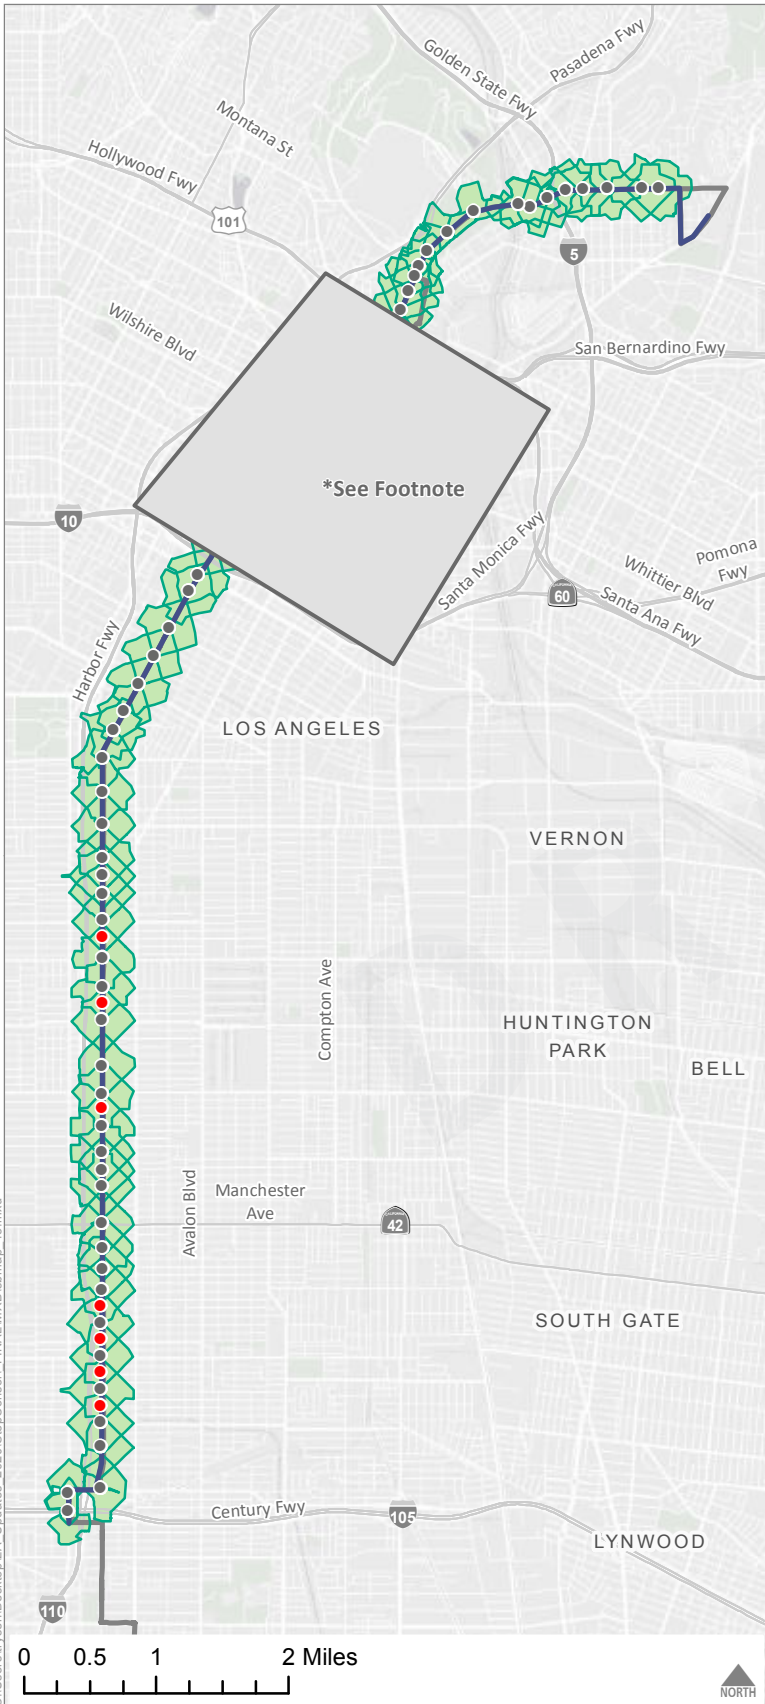 Golden State Fwy
Pasadena Fwy
Montana St
Hollywood Fwy
101
5
Wilshire Blvd
San Bernardino Fwy
*See Footnote
10
Santa Monica Fwy
Pomona
Fwy
Whittier Blvd
60
Santa Ana Fwy
Harbor Fwy
LOS ANGELES
VERNON
Compton Ave
HUNTINGTON
PARK
BELL
Avalon Blvd
Manchester
Ave
42
SOUTH GATE
Century Fwy
105
LYNWOOD
110
0 0.5 1 2 Miles
NORTH